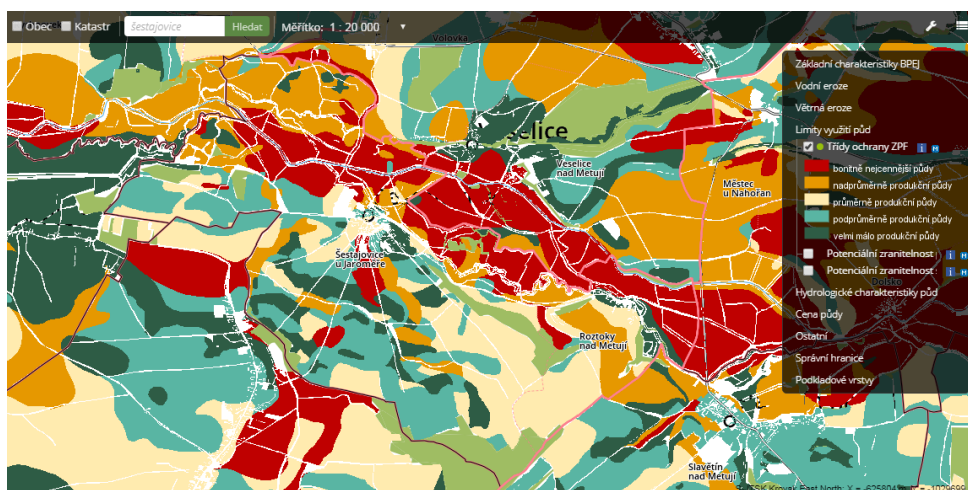 Obec Katastr šestajovice Hledat Měřítko: 1 : 20 000
Volovka
Základní charakteristiky BPEJ
Vodní eroze
Větrná eroze
Limity využití půd
Třídy ochrany ZPF i M
bonitně nejcennější půdy
nadprůměrně produkční půdy
průměrně produkční půdy
podprůměrně produkční půdy
velmi málo produkční půdy
Potenciální zranitelnost i M
Potenciální zranitelnost i M
Dolsko
Hydrologické charakteristiky půd
Cena půdy
Ostatní
Správní hranice
Podkladové vrstvy
Veselice
nad Metují
Městec
u Nahořan
Šestajovice
u Jaroměře
Roztoky
nad Metují
Slavětín
nad Metují